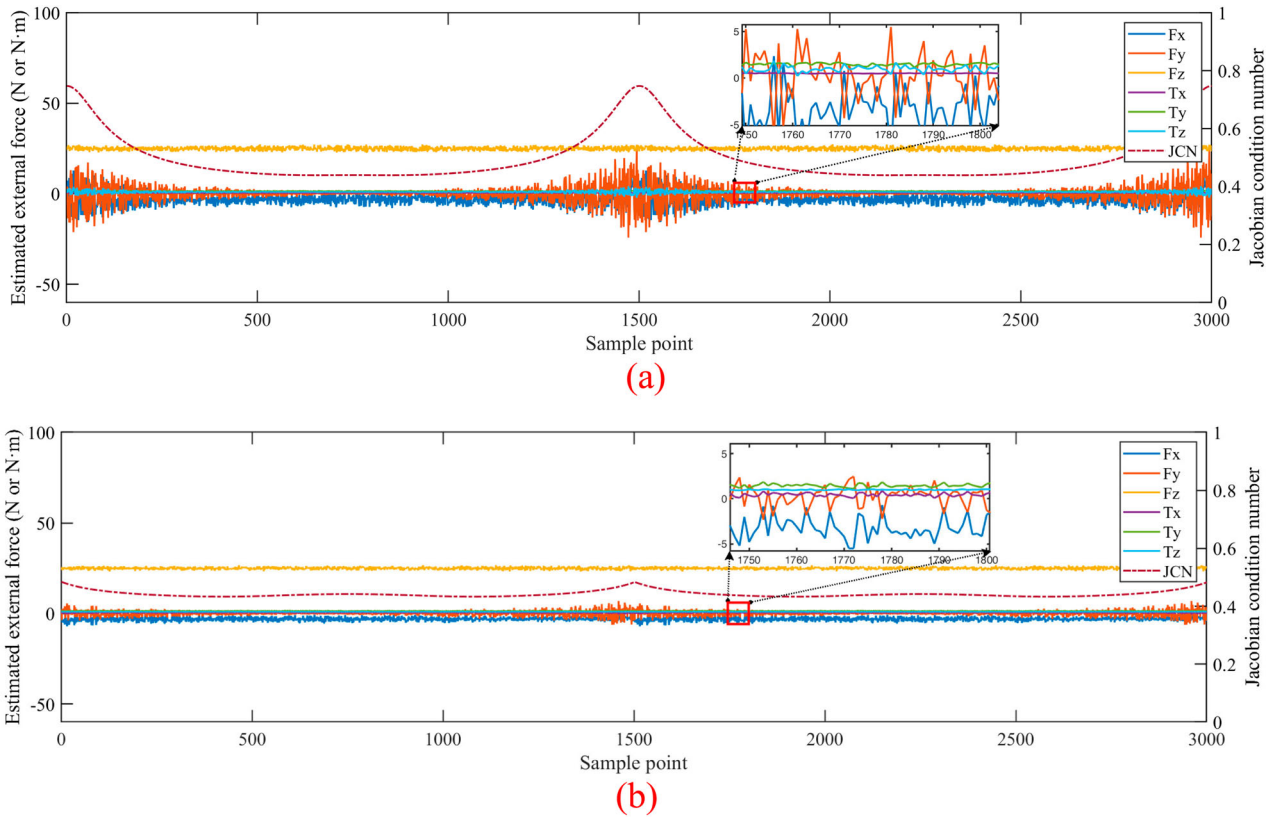 100
50
0
-50
Estimated external force (N or N·m)
1
0.8
0.6
0.4
0.2
0
Jacobian condition number
5
0
-5
1750
1760
1770
1780
1790
1800
Fx
Fy
Fz
Tx
Ty
Tz
JCN
0
500
1000
1500
2000
2500
3000
Sample point
(a)
100
50
0
-50
Estimated external force (N or N·m)
1
0.8
0.6
0.4
0.2
0
Jacobian condition number
5
0
-5
1750
1760
1770
1780
1790
1800
Fx
Fy
Fz
Tx
Ty
Tz
JCN
0
500
1000
1500
2000
2500
3000
Sample point
(b)